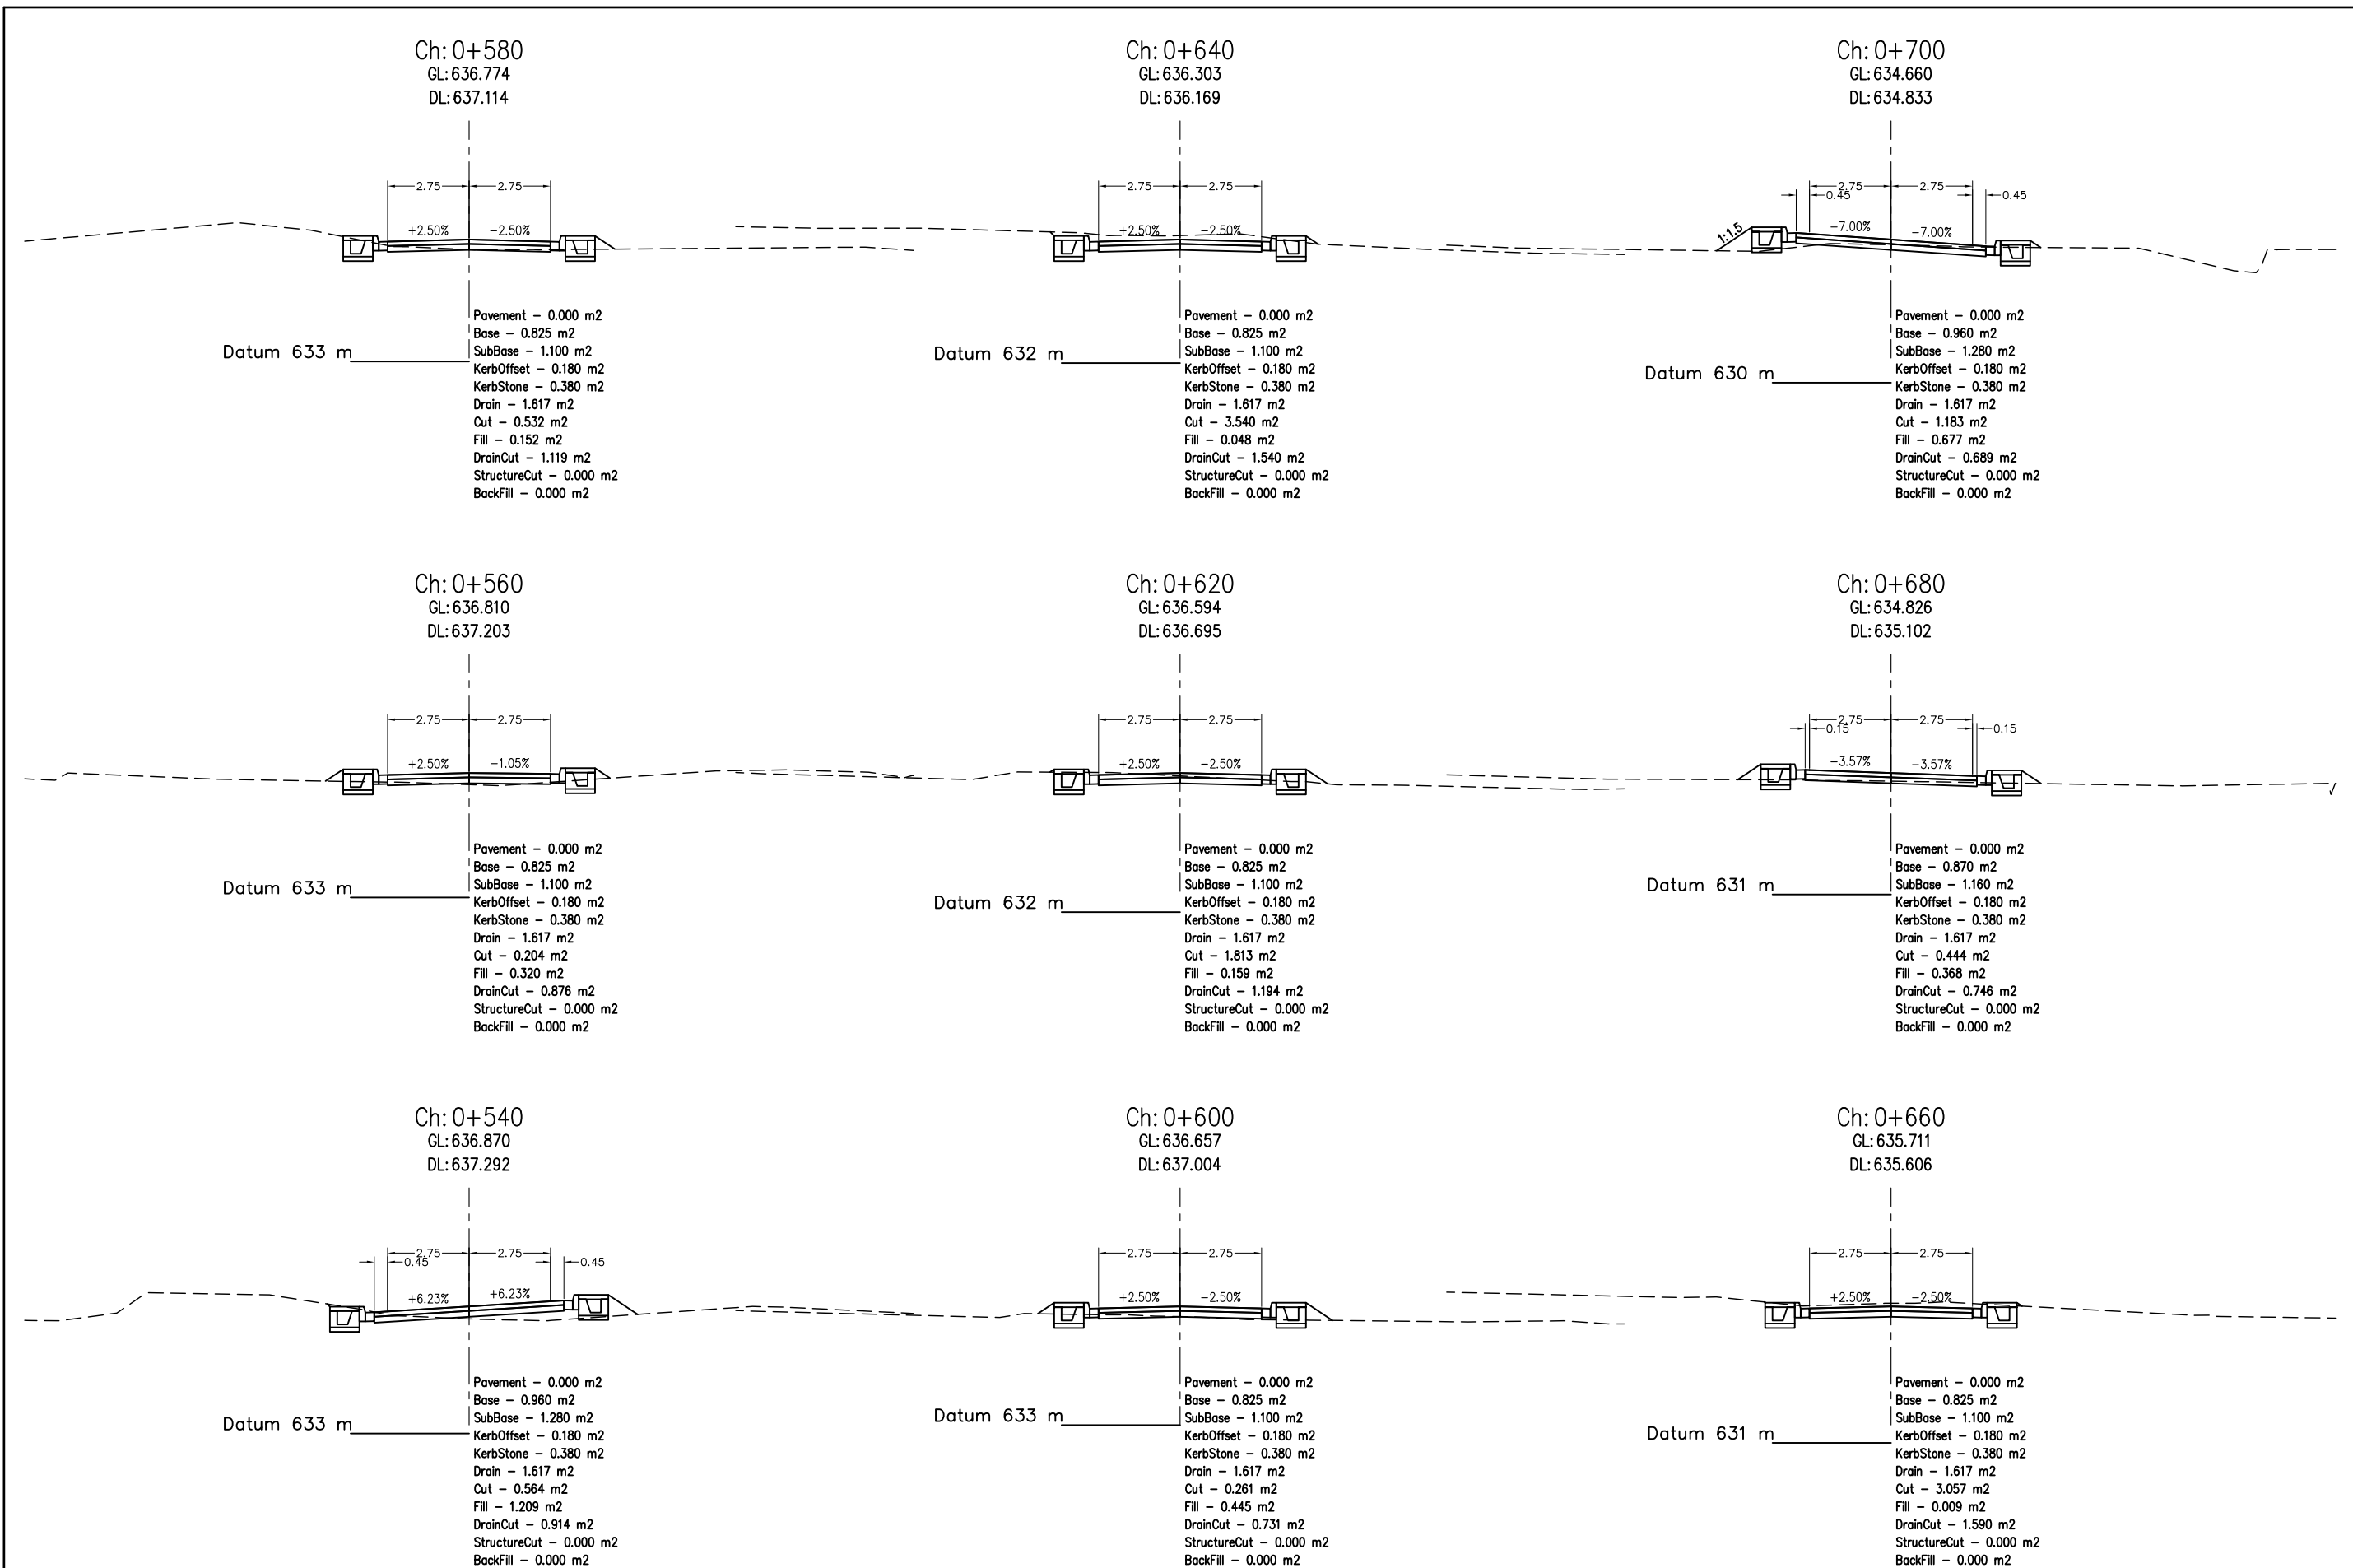 Ch: 0+580
GL: 636.774
DL: 637.114
2.75 2.75
+2.50% -2.50%
Datum 633 m
Pavement - 0.000 m2
Base - 0.825 m2
SubBase - 1.100 m2
KerbOffset - 0.180 m2
KerbStone - 0.380 m2
Drain - 1.617 m2
Cut - 0.532 m2
Fill - 0.152 m2
DrainCut - 1.119 m2
StructureCut - 0.000 m2
BackFill - 0.000 m2
Ch: 0+640
GL: 636.303
DL: 636.169
2.75 2.75
+2.50% -2.50%
Datum 632 m
Pavement - 0.000 m2
Base - 0.825 m2
SubBase - 1.100 m2
KerbOffset - 0.180 m2
KerbStone - 0.380 m2
Drain - 1.617 m2
Cut - 3.540 m2
Fill - 0.048 m2
DrainCut - 1.540 m2
StructureCut - 0.000 m2
BackFill - 0.000 m2
Ch: 0+700
GL: 634.660
DL: 634.833
2.75 2.75
0.45 0.45
1:1.5
-7.00% -7.00%
Datum 630 m
Pavement - 0.000 m2
Base - 0.960 m2
SubBase - 1.280 m2
KerbOffset - 0.180 m2
KerbStone - 0.380 m2
Drain - 1.617 m2
Cut - 1.183 m2
Fill - 0.677 m2
DrainCut - 0.689 m2
StructureCut - 0.000 m2
BackFill - 0.000 m2
Ch: 0+560
GL: 636.810
DL: 637.203
2.75 2.75
+2.50% -1.05%
Datum 633 m
Pavement - 0.000 m2
Base - 0.825 m2
SubBase - 1.100 m2
KerbOffset - 0.180 m2
KerbStone - 0.380 m2
Drain - 1.617 m2
Cut - 0.204 m2
Fill - 0.320 m2
DrainCut - 0.876 m2
StructureCut - 0.000 m2
BackFill - 0.000 m2
Ch: 0+620
GL: 636.594
DL: 636.695
2.75 2.75
+2.50% -2.50%
Datum 632 m
Pavement - 0.000 m2
Base - 0.825 m2
SubBase - 1.100 m2
KerbOffset - 0.180 m2
KerbStone - 0.380 m2
Drain - 1.617 m2
Cut - 1.813 m2
Fill - 0.159 m2
DrainCut - 1.194 m2
StructureCut - 0.000 m2
BackFill - 0.000 m2
Ch: 0+680
GL: 634.826
DL: 635.102
2.75 2.75
0.15 0.15
-3.57% -3.57%
Datum 631 m
Pavement - 0.000 m2
Base - 0.870 m2
SubBase - 1.160 m2
KerbOffset - 0.180 m2
KerbStone - 0.380 m2
Drain - 1.617 m2
Cut - 0.444 m2
Fill - 0.368 m2
DrainCut - 0.746 m2
StructureCut - 0.000 m2
BackFill - 0.000 m2
Ch: 0+540
GL: 636.870
DL: 637.292
2.75 2.75
0.45 0.45
+6.23% +6.23%
Datum 633 m
Pavement - 0.000 m2
Base - 0.960 m2
SubBase - 1.280 m2
KerbOffset - 0.180 m2
KerbStone - 0.380 m2
Drain - 1.617 m2
Cut - 0.564 m2
Fill - 1.209 m2
DrainCut - 0.914 m2
StructureCut - 0.000 m2
BackFill - 0.000 m2
Ch: 0+600
GL: 636.657
DL: 637.004
2.75 2.75
+2.50% -2.50%
Datum 633 m
Pavement - 0.000 m2
Base - 0.825 m2
SubBase - 1.100 m2
KerbOffset - 0.180 m2
KerbStone - 0.380 m2
Drain - 1.617 m2
Cut - 0.261 m2
Fill - 0.445 m2
DrainCut - 0.731 m2
StructureCut - 0.000 m2
BackFill - 0.000 m2
Ch: 0+660
GL: 635.711
DL: 635.606
2.75 2.75
+2.50% -2.50%
Datum 631 m
Pavement - 0.000 m2
Base - 0.825 m2
SubBase - 1.100 m2
KerbOffset - 0.180 m2
KerbStone - 0.380 m2
Drain - 1.617 m2
Cut - 3.057 m2
Fill - 0.009 m2
DrainCut - 1.590 m2
StructureCut - 0.000 m2
BackFill - 0.000 m2